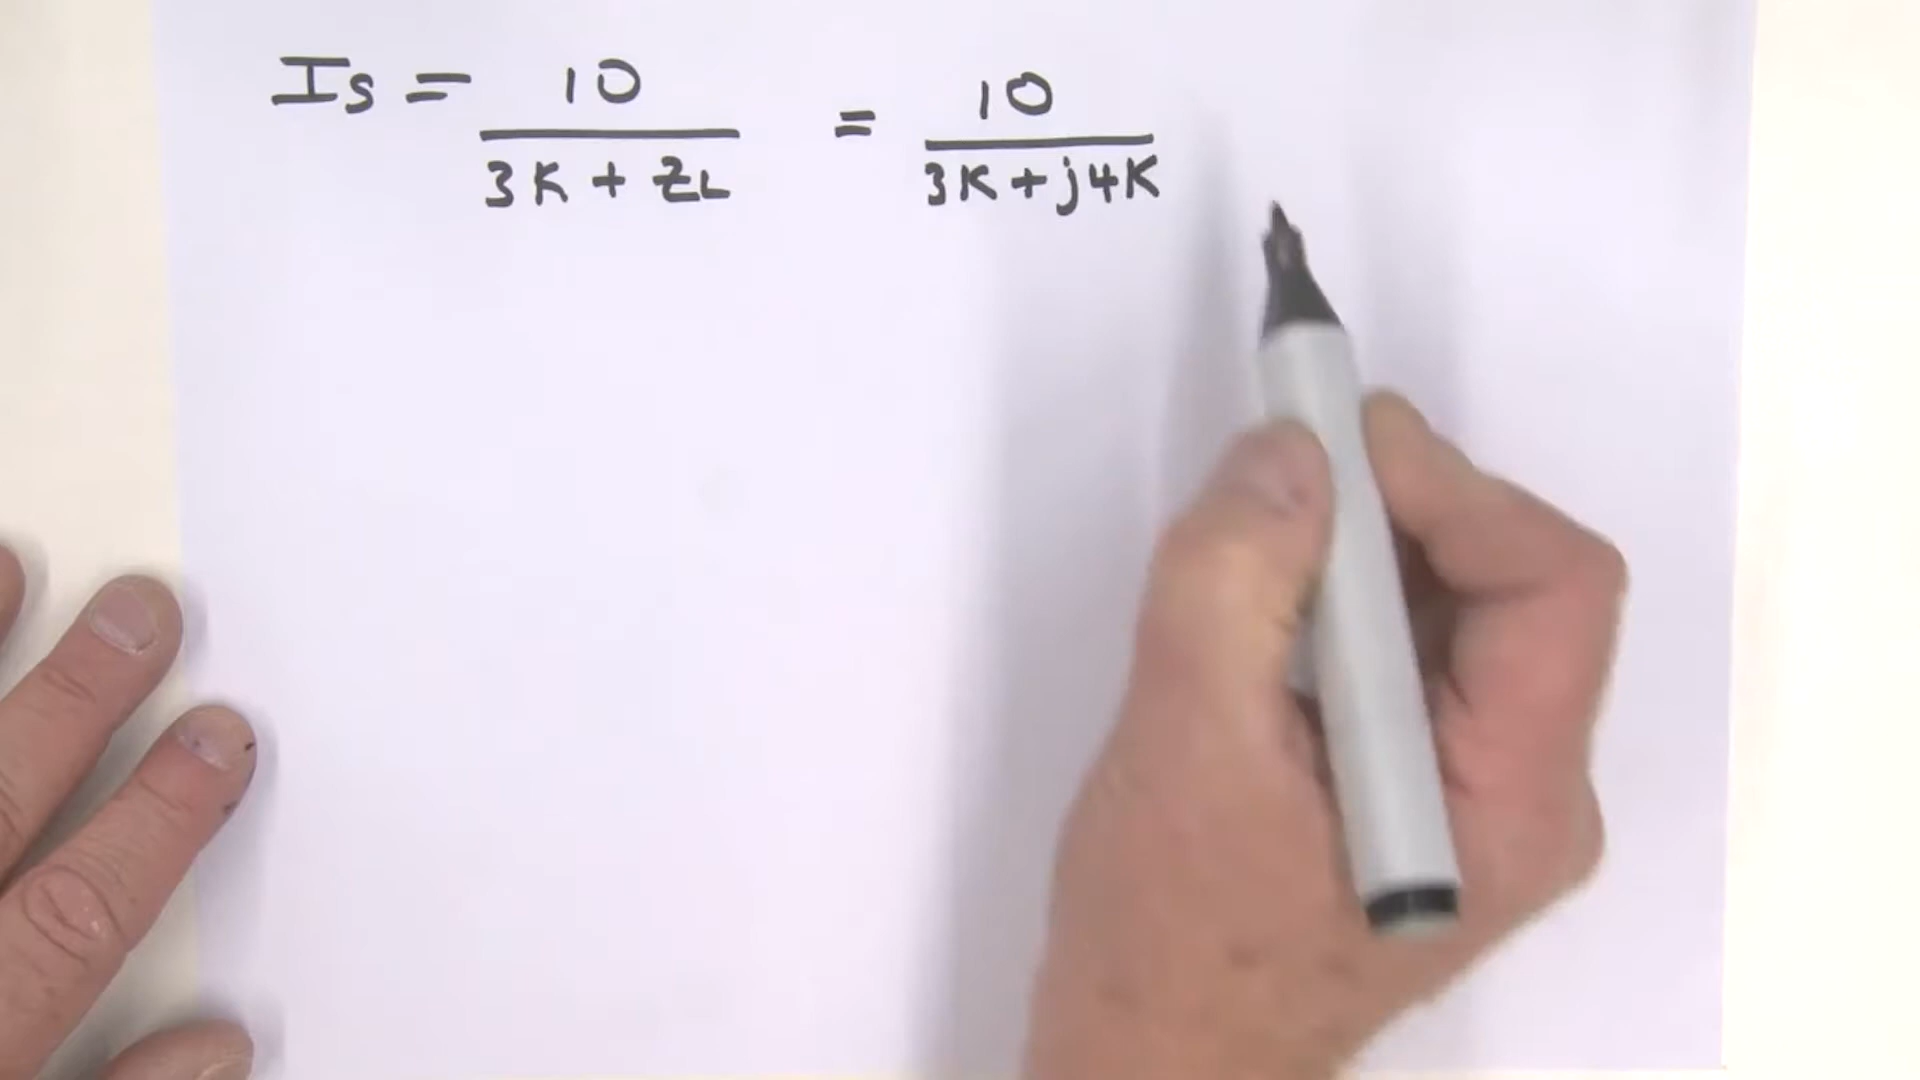 Is = 10 / (3K + ZL) = 10 / (3K + j4K)